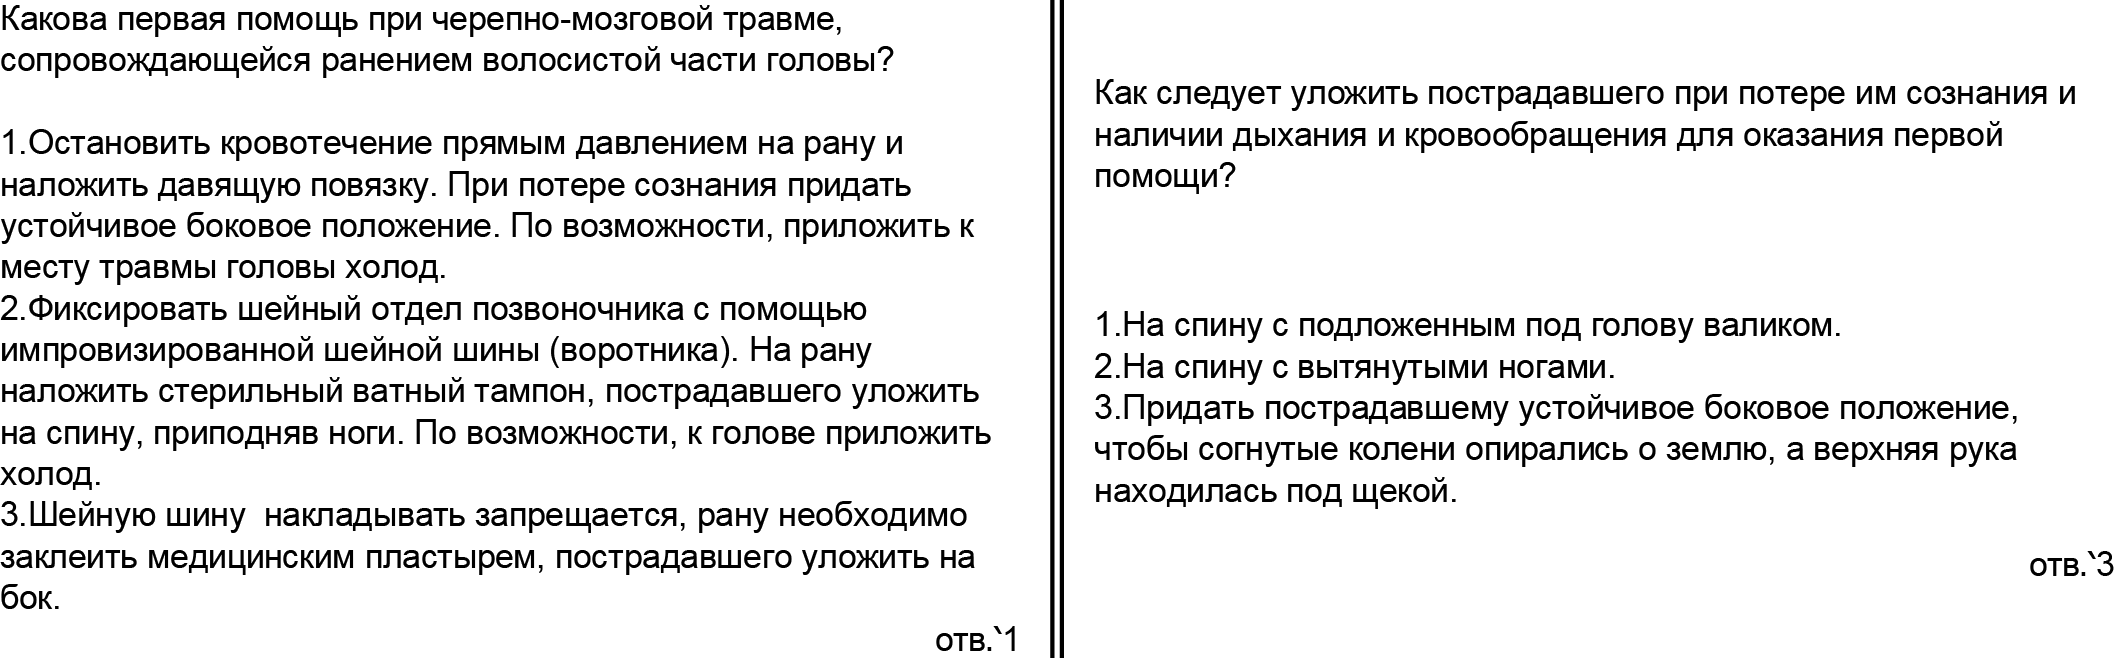 Какова первая помощь при черепно-мозговой травме,
сопровождающейся ранением волосистой части головы?
1.Остановить кровотечение прямым давлением на рану и
наложить давящую повязку. При потере сознания придать
устойчивое боковое положение. По возможности, приложить к
месту травмы головы холод.
2.Фиксировать шейный отдел позвоночника с помощью
импровизированной шейной шины (воротника). На рану
наложить стерильный ватный тампон, пострадавшего уложить
на спину, приподняв ноги. По возможности, к голове приложить
холод.
3.Шейную шину  накладывать запрещается, рану необходимо
заклеить медицинским пластырем, пострадавшего уложить на
бок.
отв.`1
Как следует уложить пострадавшего при потере им сознания и
наличии дыхания и кровообращения для оказания первой
помощи?
1.На спину с подложенным под голову валиком.
2.На спину с вытянутыми ногами.
3.Придать пострадавшему устойчивое боковое положение,
чтобы согнутые колени опирались о землю, а верхняя рука
находилась под щекой.
отв.`3